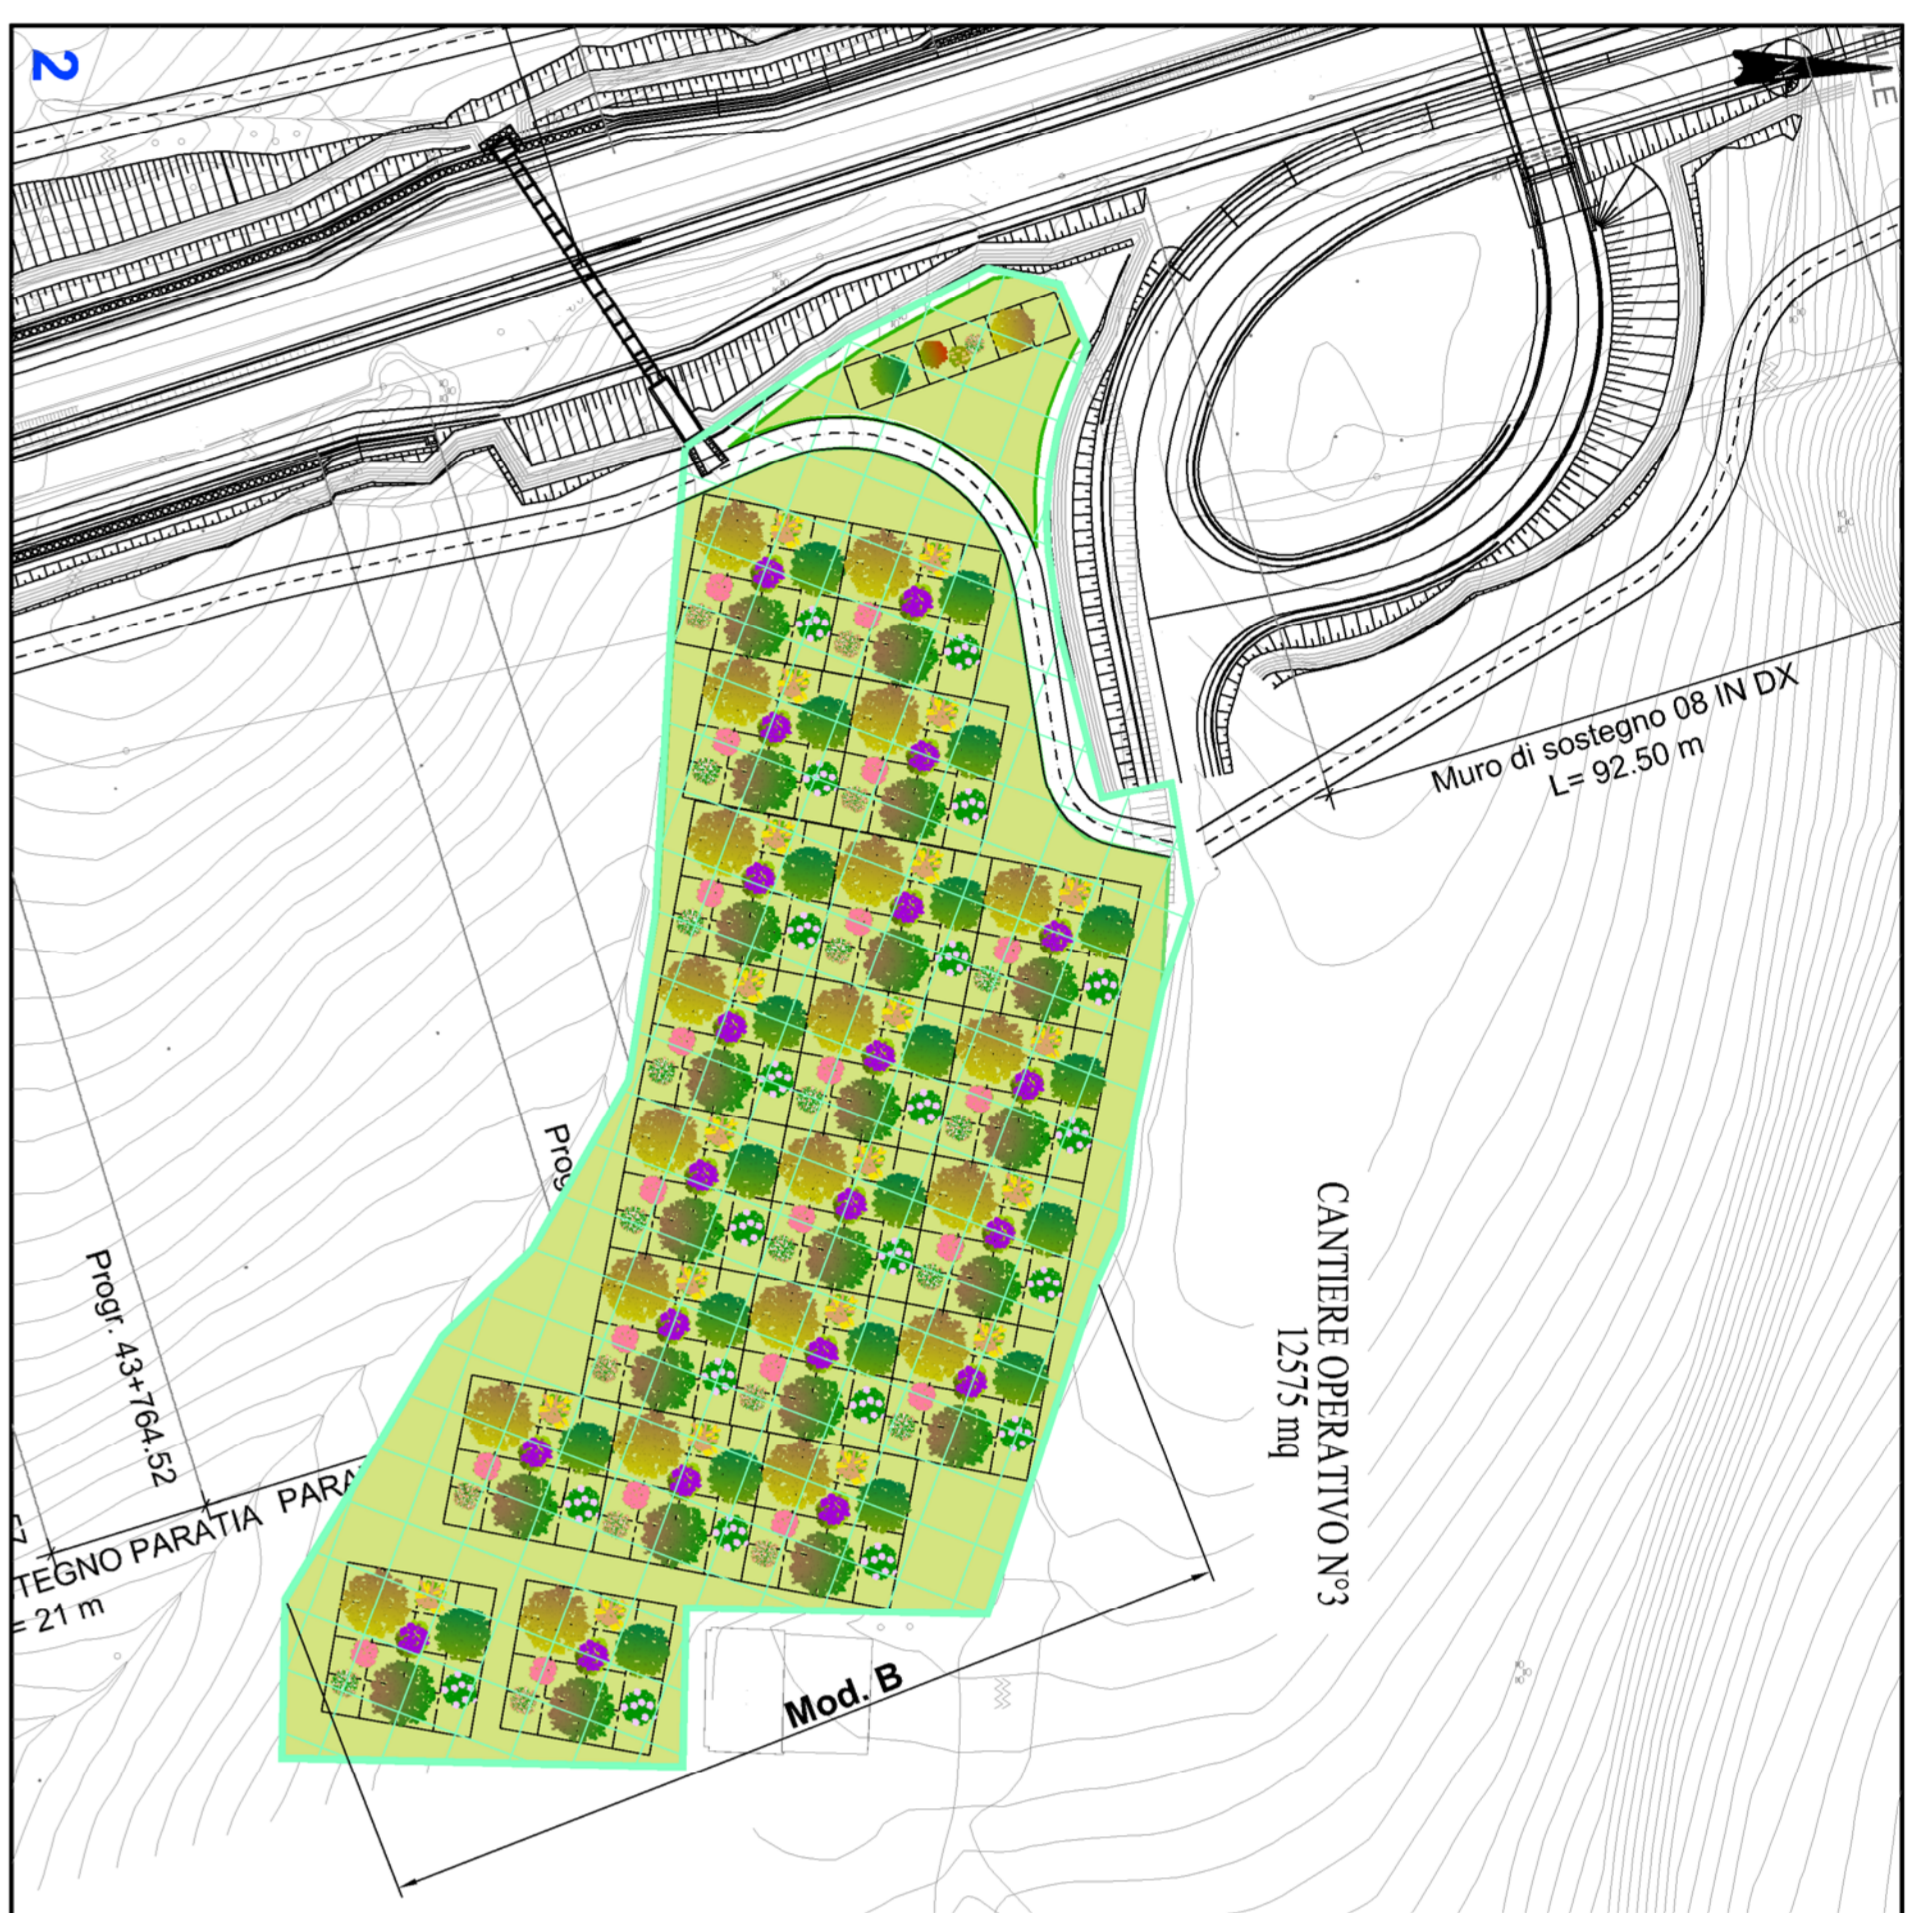 2
Muro di sostegno 08 IN DX
L= 92.50 m
CANTIERE OPERATIVO N°3
12575 mq
Prog
Progr. 43+764.52
TEGNO PARATIA PARA
= 21 m
Mod. B